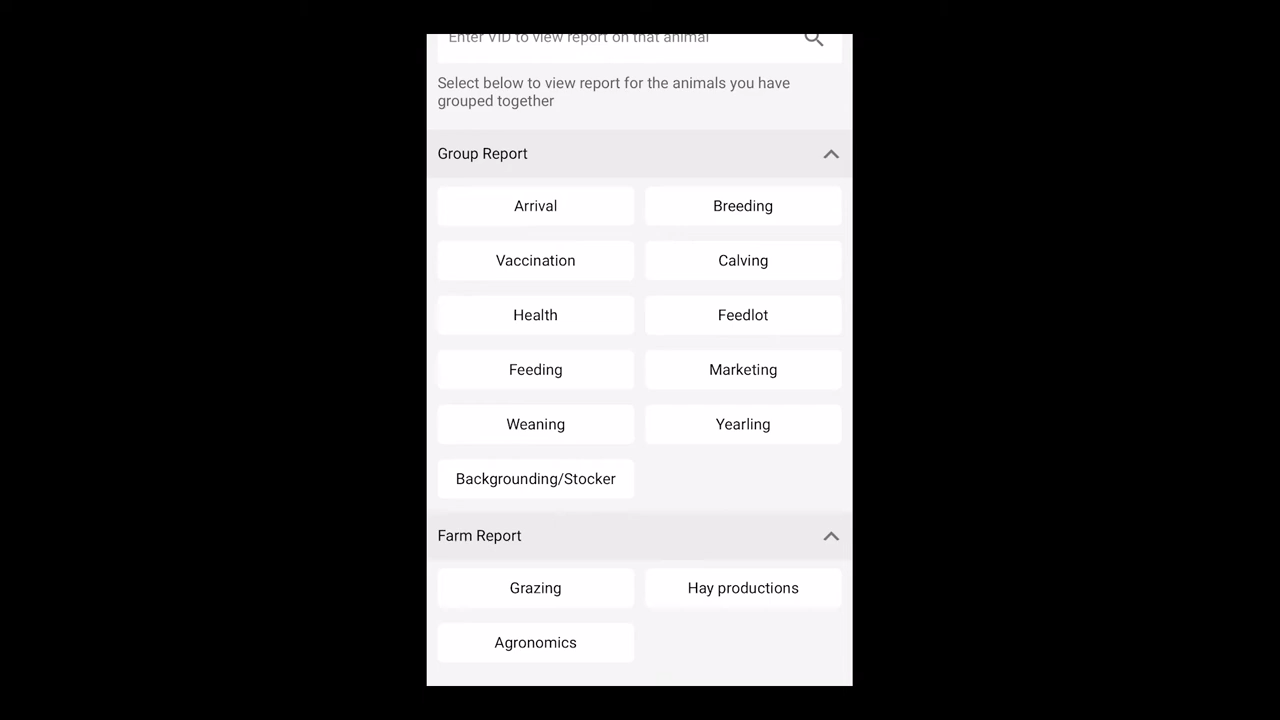 Enter VID to view report on that animal
Select below to view report for the animals you have
grouped together
Group Report
Arrival
Breeding
Vaccination
Calving
Health
Feedlot
Feeding
Marketing
Weaning
Yearling
Backgrounding/Stocker
Farm Report
Grazing
Hay productions
Agronomics